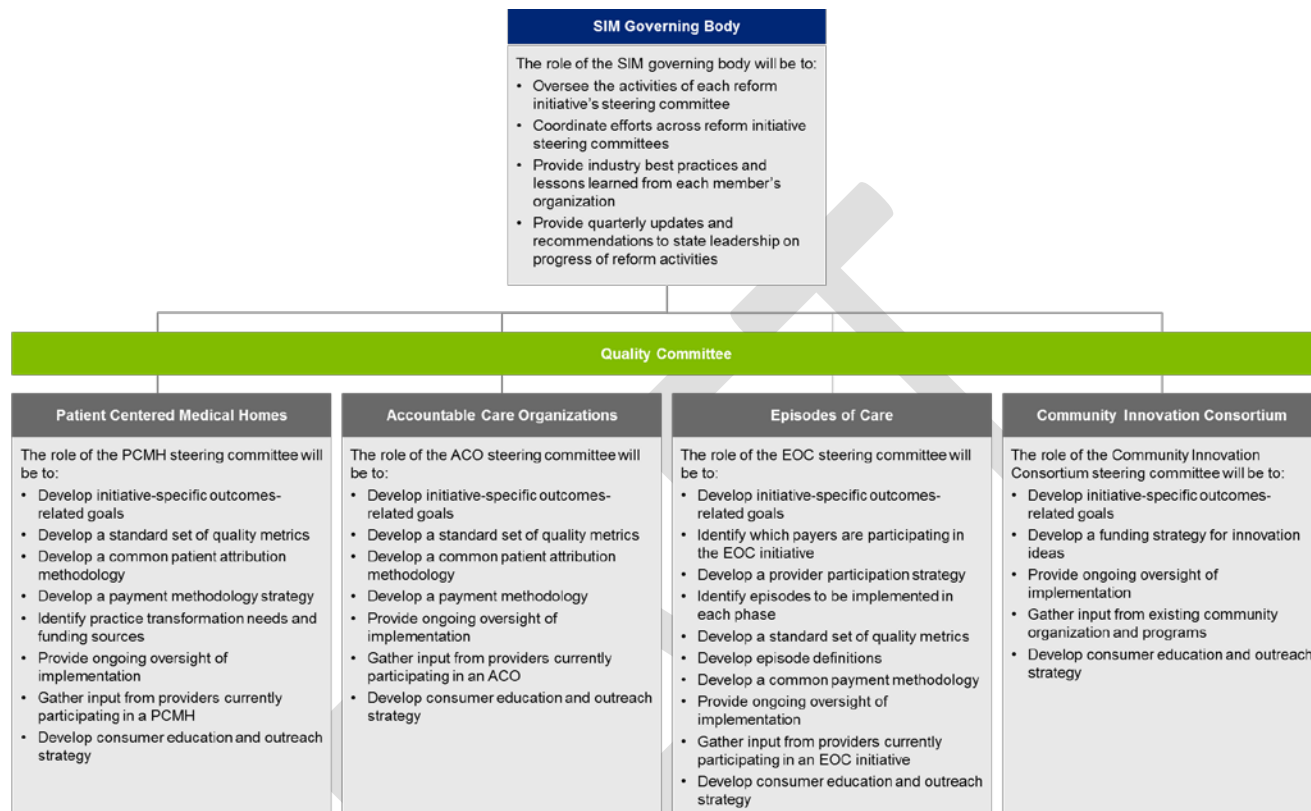 SIM Governing Body
The role of the SIM governing body will be to:
• Oversee the activities of each reform
initiative's steering committee
• Coordinate efforts across reform initiative
steering committees
• Provide industry best practices and
lessons learned from each member's
organization
• Provide quarterly updates and
recommendations to state leadership on
progress of reform activities
Quality Committee
Patient Centered Medical Homes
The role of the PCMH steering committee will
be to:
• Develop initiative-specific outcomes-
related goals
• Develop a standard set of quality metrics
• Develop a common patient attribution
methodology
• Develop a payment methodology strategy
• Identify practice transformation needs and
funding sources
• Provide ongoing oversight of
implementation
• Gather input from providers currently
participating in a PCMH
• Develop consumer education and outreach
strategy
Accountable Care Organizations
The role of the ACO steering committee will
be to:
• Develop initiative-specific outcomes-
related goals
• Develop a standard set of quality metrics
• Develop a common patient attribution
methodology
• Develop a payment methodology
• Provide ongoing oversight of
implementation
• Gather input from providers currently
participating in an ACO
• Develop consumer education and outreach
strategy
Episodes of Care
The role of the EOC steering committee will
be to:
• Develop initiative-specific outcomes-
related goals
• Identify which payers are participating in
the EOC initiative
• Develop a provider participation strategy
• Identify episodes to be implemented in
each phase
• Develop a standard set of quality metrics
• Develop episode definitions
• Develop a common payment methodology
• Provide ongoing oversight of
implementation
• Gather input from providers currently
participating in an EOC initiative
• Develop consumer education and outreach
strategy
Community Innovation Consortium
The role of the Community Innovation
Consortium steering committee will be to:
• Develop initiative-specific outcomes-
related goals
• Develop a funding strategy for innovation
ideas
• Provide ongoing oversight of
implementation
• Gather input from existing community
organization and programs
• Develop consumer education and outreach
strategy